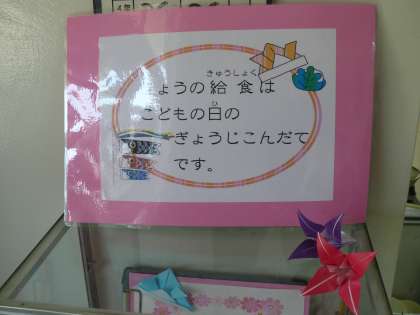 きゅうしょく
きょうの給食は
ひ
こどもの日の
ぎょうじこんだて
です。